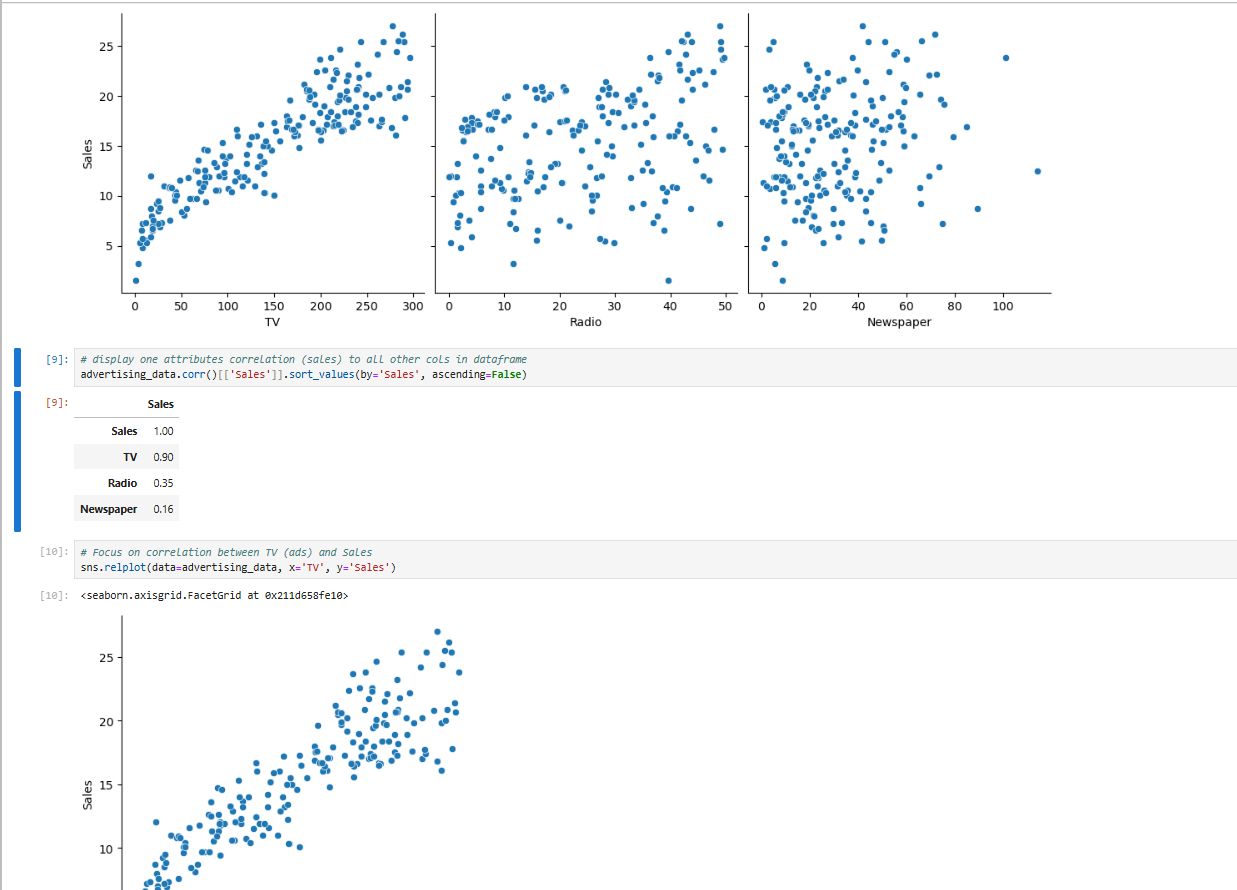 25
20
15
10
5
Sales
0 50 100 150 200 250 300
0 10 20 30 40 50
0 20 40 60 80 100
TV
Radio
Newspaper
[9]: # display one attributes correlation (sales) to all other cols in dataframe
advertising_data.corr()[['Sales']].sort_values(by='Sales', ascending=False)
[9]: Sales
Sales 1.00
TV 0.90
Radio 0.35
Newspaper 0.16
[10]: # Focus on correlation between TV (ads) and Sales
sns.relplot(data=advertising_data, x='TV', y='Sales')
[10]: <seaborn.axisgrid.FacetGrid at 0x211d658fe10>
25
20
15
10
Sales